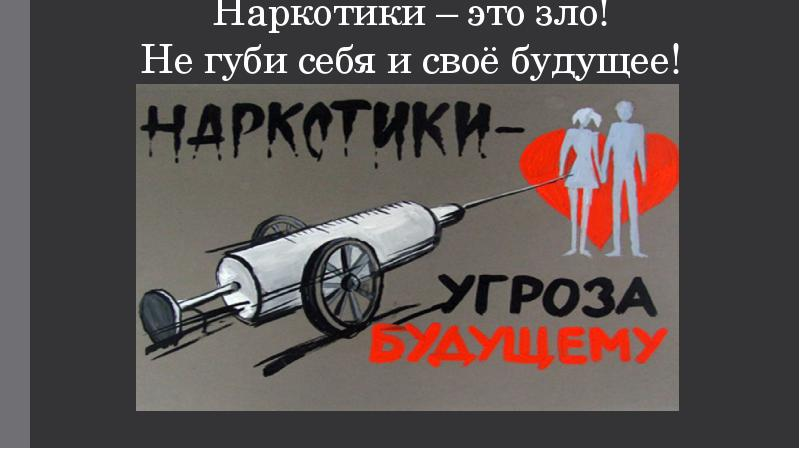 Наркотики – это зло!
Не губи себя и своё будущее!
НАРКОТИКИ-
УГРОЗА
БУДУЩЕМУ